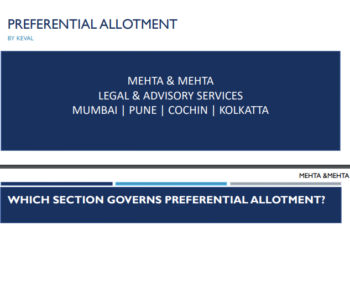 PREFERENTIAL ALLOTMENT
BY KEVAL
MEHTA & MEHTA
LEGAL & ADVISORY SERVICES
MUMBAI | PUNE | COCHIN | KOLKATTA
MEHTA &MEHTA
WHICH SECTION GOVERNS PREFERENTIAL ALLOTMENT?